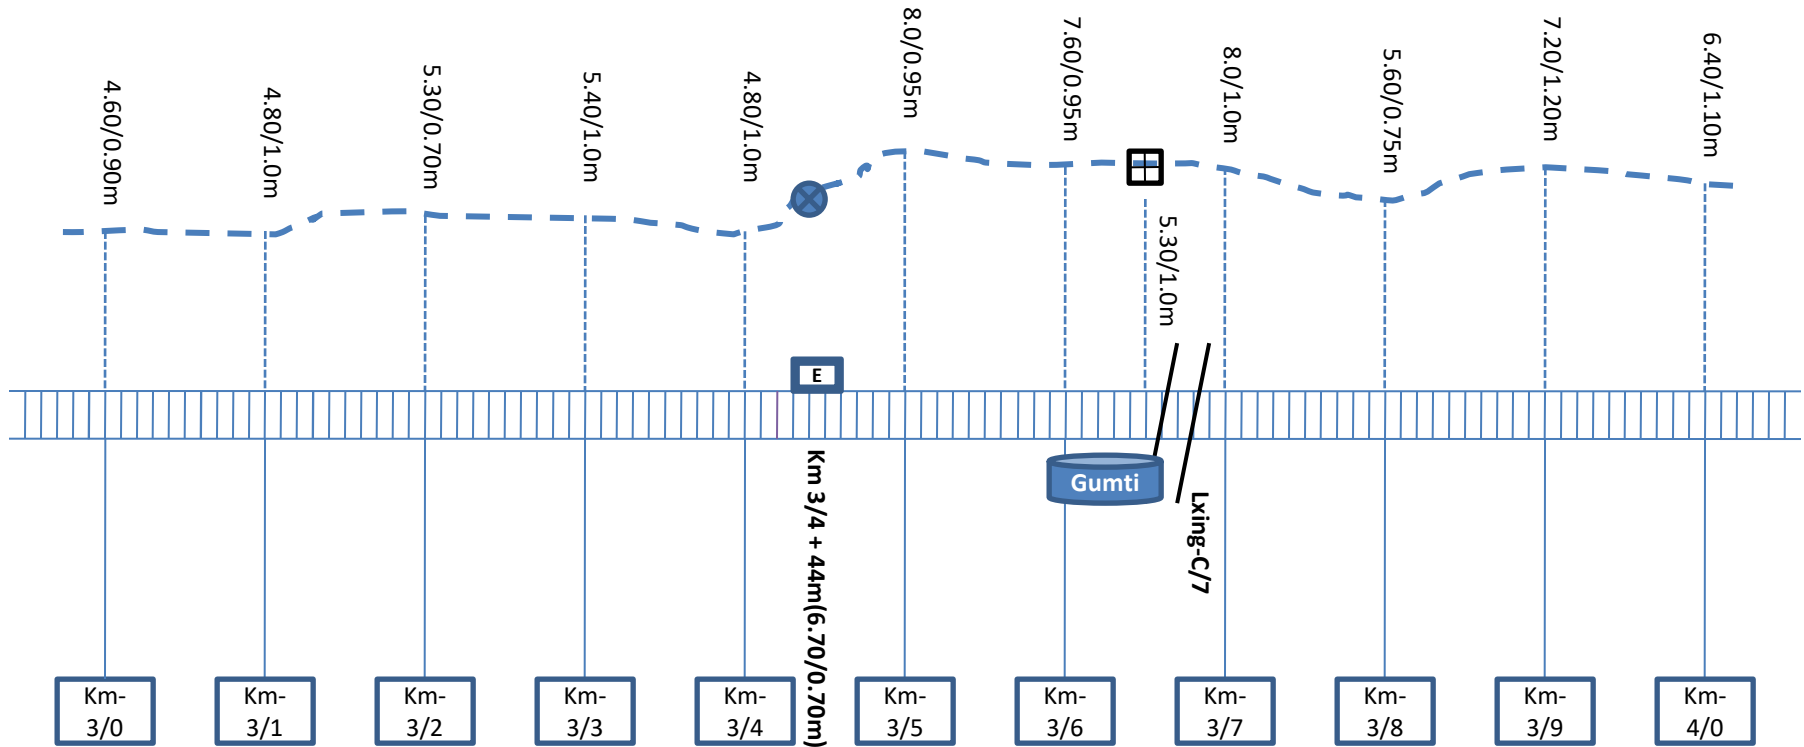 4.60/0.90m
4.80/1.0m
5.30/0.70m
5.40/1.0m
4.80/1.0m
8.0/0.95m
7.60/0.95m
8.0/1.0m
5.60/0.75m
7.20/1.20m
6.40/1.10m
5.30/1.0m
E
Gumti
Lxing-C/7
Km 3/4 + 44m(6.70/0.70m)
Km-
3/0
Km-
3/1
Km-
3/2
Km-
3/3
Km-
3/4
Km-
3/5
Km-
3/6
Km-
3/7
Km-
3/8
Km-
3/9
Km-
4/0